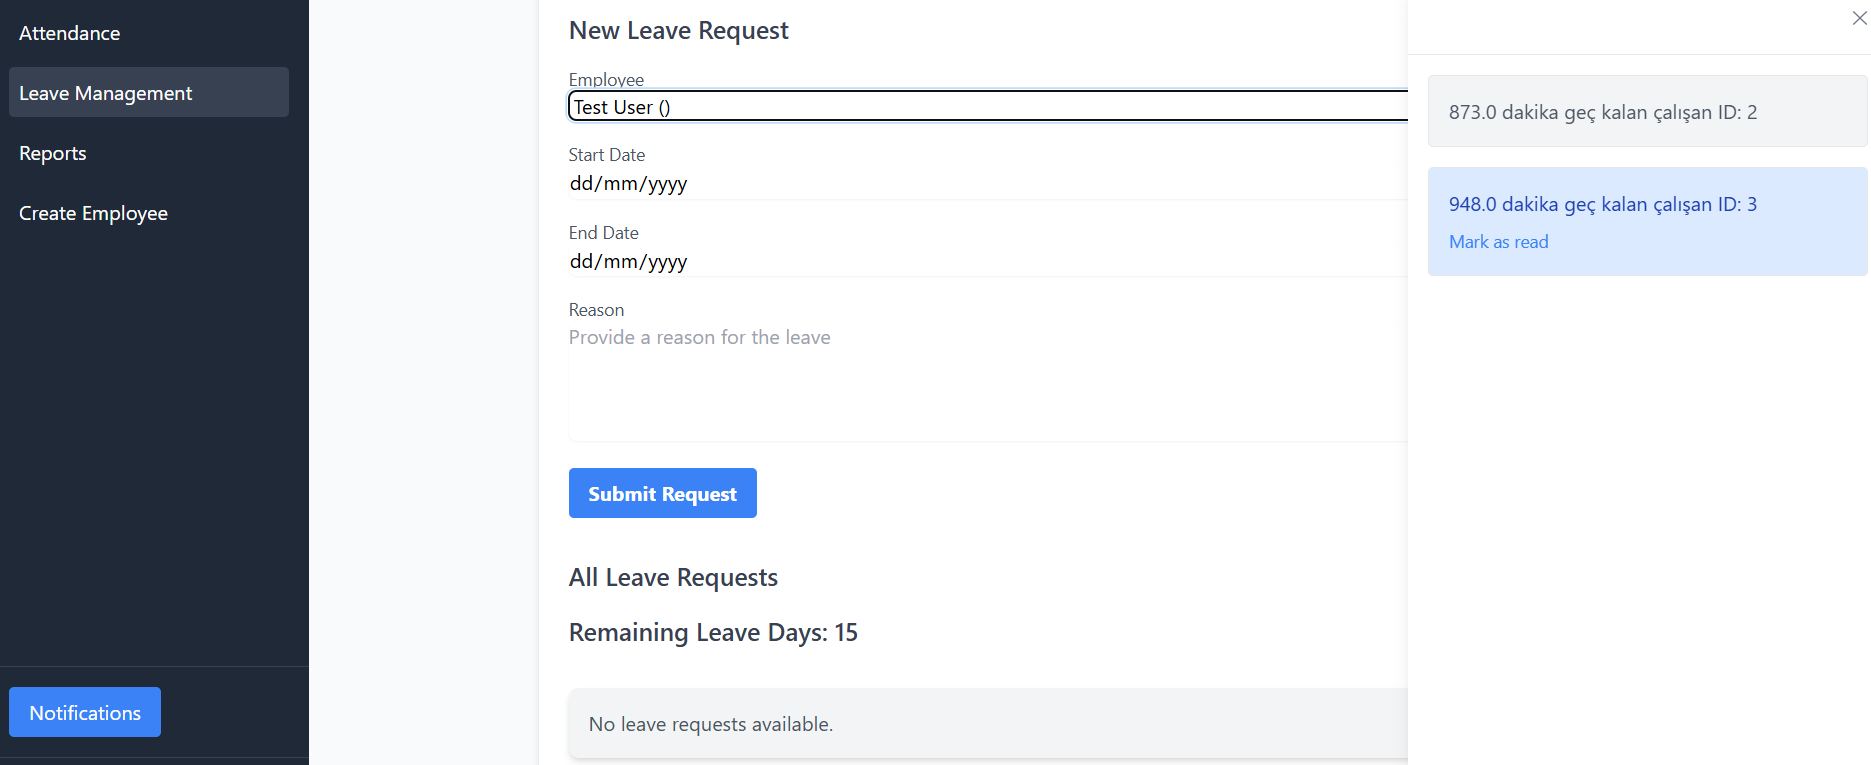 Attendance
Leave Management
Reports
Create Employee
Notifications
New Leave Request
Employee
Test User ()
Start Date
dd/mm/yyyy
End Date
dd/mm/yyyy
Reason
Provide a reason for the leave
Submit Request
All Leave Requests
Remaining Leave Days: 15
No leave requests available.
873.0 dakika geç kalan çalışan ID: 2
948.0 dakika geç kalan çalışan ID: 3
Mark as read